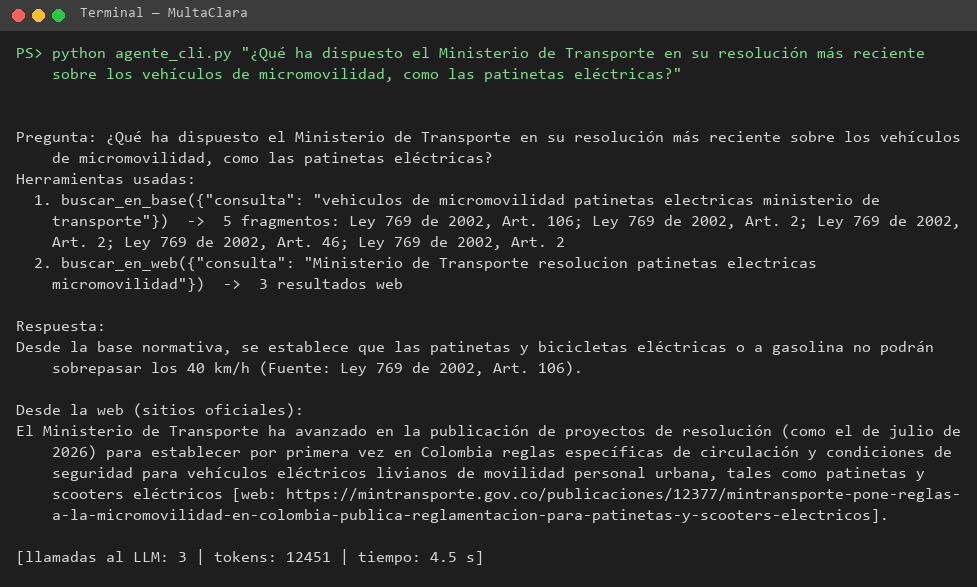 Terminal — MultaClara
PS> python agente_cli.py "¿Qué ha dispuesto el Ministerio de Transporte en su resolución más reciente
sobre los vehículos de micromovilidad, como las patinetas eléctricas?"
Pregunta: ¿Qué ha dispuesto el Ministerio de Transporte en su resolución más reciente sobre los vehículos
de micromovilidad, como las patinetas eléctricas?
Herramientas usadas:
1. buscar_en_base({"consulta": "vehiculos de micromovilidad patinetas electricas ministerio de
transporte"})  ->  5 fragmentos: Ley 769 de 2002, Art. 106; Ley 769 de 2002, Art. 2; Ley 769 de 2002,
Art. 2; Ley 769 de 2002, Art. 46; Ley 769 de 2002, Art. 2
2. buscar_en_web({"consulta": "Ministerio de Transporte resolucion patinetas electricas
micromovilidad"})  ->  3 resultados web
Respuesta:
Desde la base normativa, se establece que las patinetas y bicicletas eléctricas o a gasolina no podrán
sobrepasar los 40 km/h (Fuente: Ley 769 de 2002, Art. 106).
Desde la web (sitios oficiales):
El Ministerio de Transporte ha avanzado en la publicación de proyectos de resolución (como el de julio de
2026) para establecer por primera vez en Colombia reglas específicas de circulación y condiciones de
seguridad para vehículos eléctricos livianos de movilidad personal urbana, tales como patinetas y
scooters eléctricos [web: https://mintransporte.gov.co/publicaciones/12377/mintransporte-pone-reglas-
a-la-micromovilidad-en-colombia-publica-reglamentacion-para-patinetas-y-scooters-electricos].
[llamadas al LLM: 3 | tokens: 12451 | tiempo: 4.5 s]